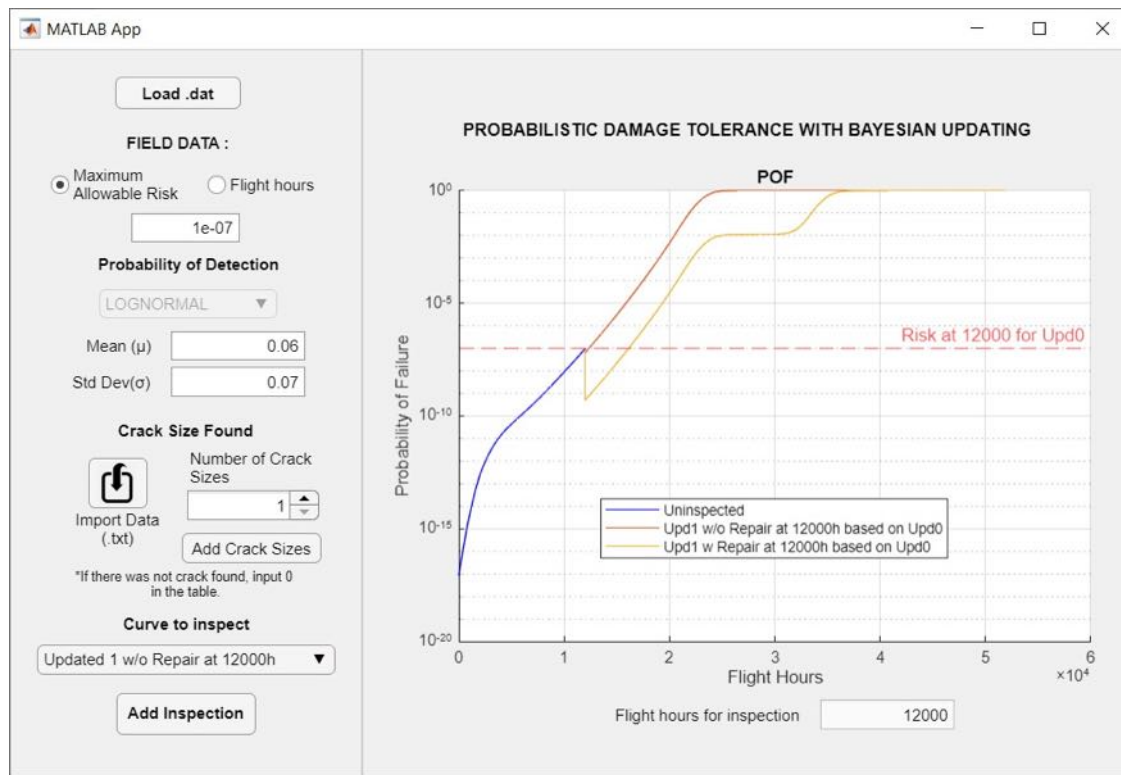 MATLAB App
Load .dat
FIELD DATA :
Maximum
Allowable Risk
Flight hours
1e-07
Probability of Detection
LOGNORMAL
Mean (μ)
0.06
Std Dev(σ)
0.07
Crack Size Found
Number of Crack
Sizes
1
Import Data
(.txt)
Add Crack Sizes
*If there was not crack found, input 0
in the table.
Curve to inspect
Updated 1 w/o Repair at 12000h
Add Inspection
PROBABILISTIC DAMAGE TOLERANCE WITH BAYESIAN UPDATING
POF
Probability of Failure
10⁰
10⁻⁵
10⁻¹⁰
10⁻¹⁵
10⁻²⁰
Risk at 12000 for Upd0
Uninspected
Upd1 w/o Repair at 12000h based on Upd0
Upd1 w Repair at 12000h based on Upd0
0 1 2 3 4 5 6
×10⁴
Flight Hours
Flight hours for inspection
12000